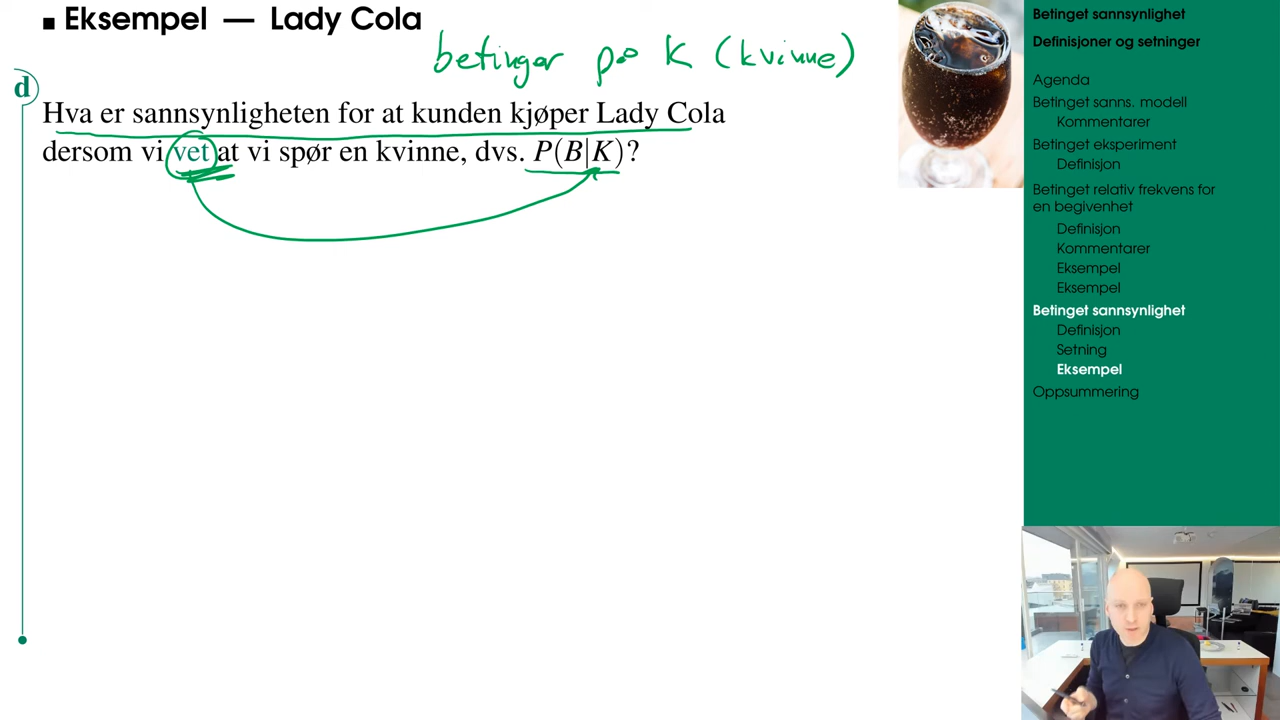 Eksempel — Lady Cola
betinger på K (kvinne)
d
Hva er sannsynligheten for at kunden kjøper Lady Cola
dersom vi vet at vi spør en kvinne, dvs. P(B|K)?
Betinget sannsynlighet
Definisjoner og setninger
Agenda
Betinget sanns. modell
Kommentarer
Betinget eksperiment
Definisjon
Betinget relativ frekvens for
en begivenhet
Definisjon
Kommentarer
Eksempel
Eksempel
Betinget sannsynlighet
Definisjon
Setning
Eksempel
Oppsummering